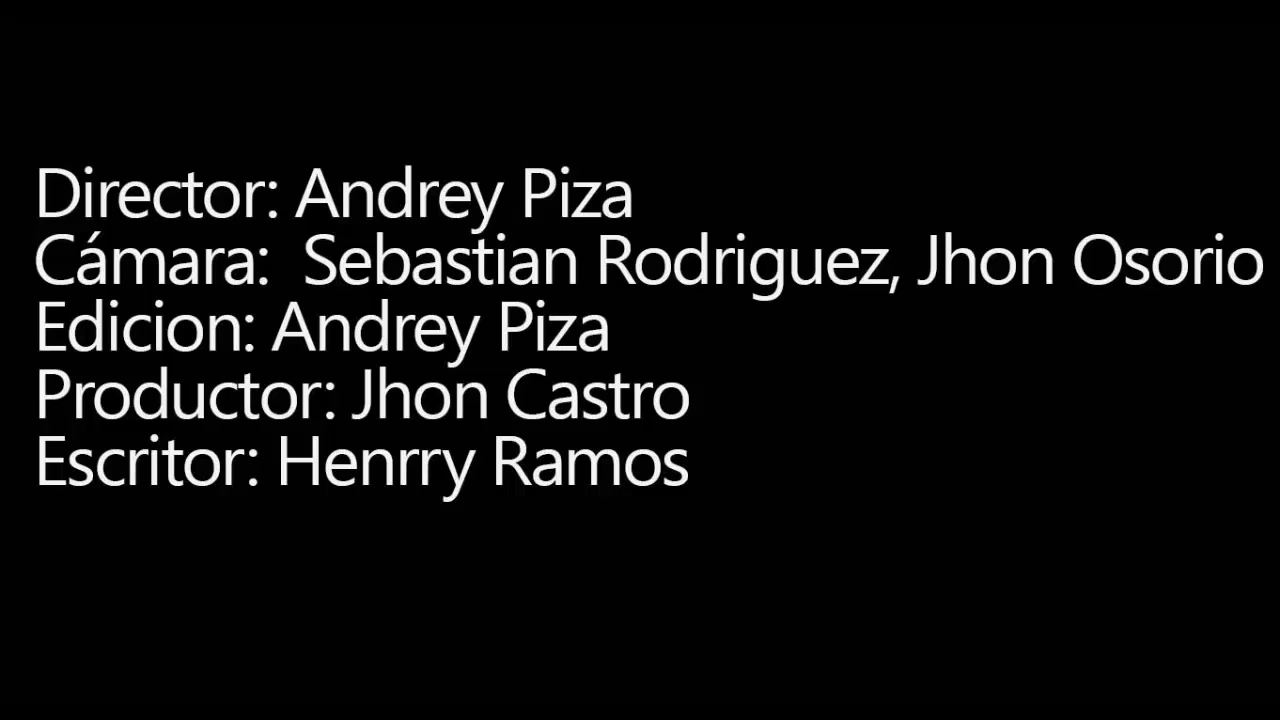 Director: Andrey Piza
Cámara:  Sebastian Rodriguez, Jhon Osorio
Edicion: Andrey Piza
Productor: Jhon Castro
Escritor: Henrry Ramos